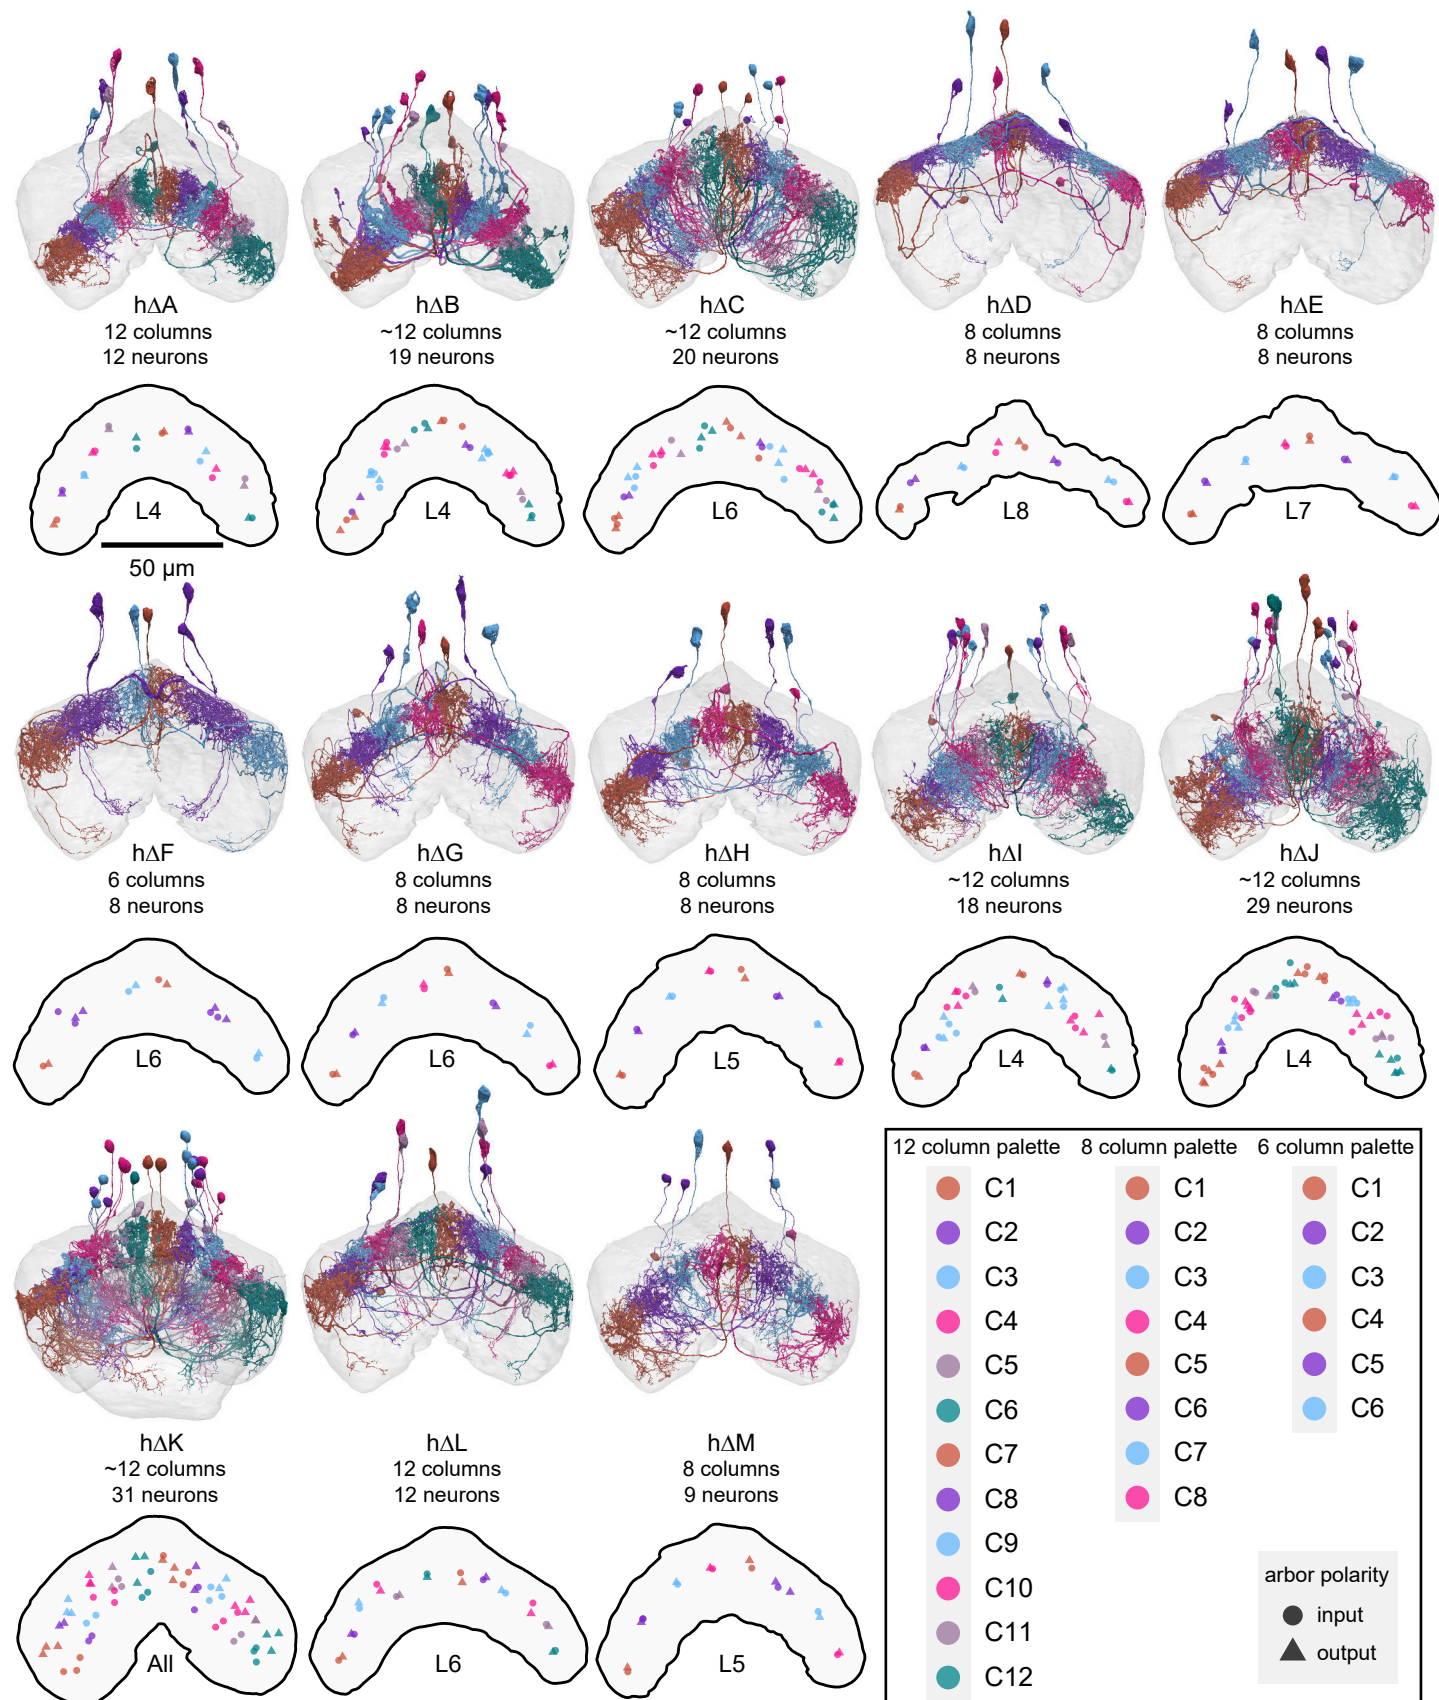 hΔA
12 columns
12 neurons
hΔB
~12 columns
19 neurons
hΔC
~12 columns
20 neurons
hΔD
8 columns
8 neurons
hΔE
8 columns
8 neurons
L4
L4
L6
L8
L7
50 µm
hΔF
6 columns
8 neurons
hΔG
8 columns
8 neurons
hΔH
8 columns
8 neurons
hΔI
~12 columns
18 neurons
hΔJ
~12 columns
29 neurons
L6
L6
L5
L4
L4
hΔK
~12 columns
31 neurons
hΔL
12 columns
12 neurons
hΔM
8 columns
9 neurons
All
L6
L5
12 column palette
C1
C2
C3
C4
C5
C6
C7
C8
C9
C10
C11
C12
8 column palette
C1
C2
C3
C4
C5
C6
C7
C8
6 column palette
C1
C2
C3
C4
C5
C6
arbor polarity
input
output